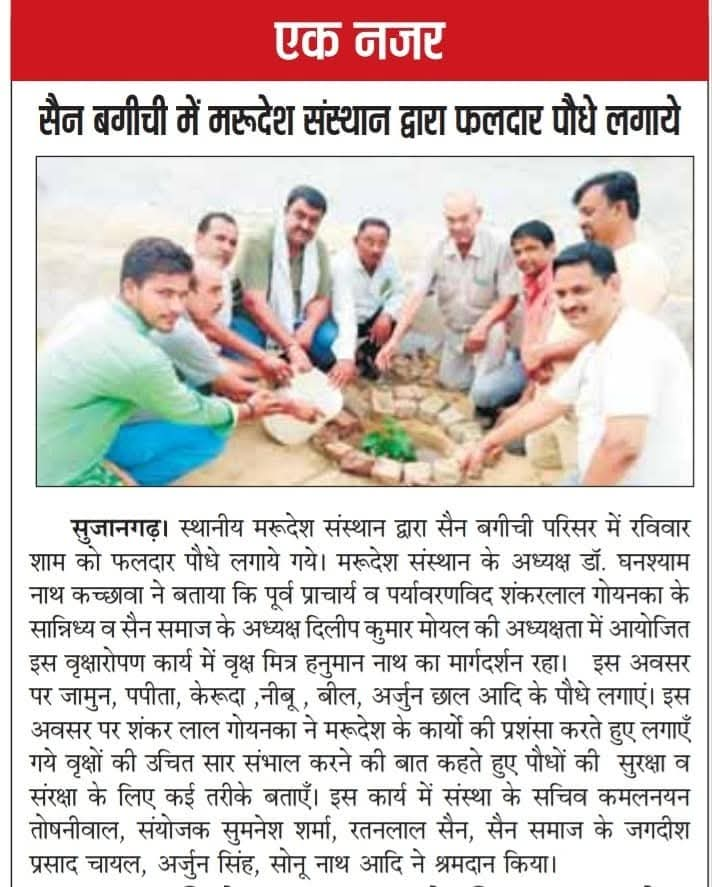 एक नजर
सैन बगीची में मरूदेश संस्थान द्वारा फलदार पौधे लगाये
सुजानगढ़। स्थानीय मरूदेश संस्थान द्वारा सैन बगीची परिसर में रविवार
शाम को फलदार पौधे लगाये गये। मरूदेश संस्थान के अध्यक्ष डॉ. घनश्याम
नाथ कच्छावा ने बताया कि पूर्व प्राचार्य व पर्यावरणविद शंकरलाल गोयनका के
सान्निध्य व सैन समाज के अध्यक्ष दिलीप कुमार मोयल की अध्यक्षता में आयोजित
इस वृक्षारोपण कार्य में वृक्ष मित्र हनुमान नाथ का मार्गदर्शन रहा। इस अवसर
पर जामुन, पपीता, केरूदा ,नीबू , बील, अर्जुन छाल आदि के पौधे लगाएं। इस
अवसर पर शंकर लाल गोयनका ने मरूदेश के कार्यो की प्रशंसा करते हुए लगाएँ
गये वृक्षों की उचित सार संभाल करने की बात कहते हुए पौधों की सुरक्षा व
संरक्षा के लिए कई तरीके बताएँ। इस कार्य में संस्था के सचिव कमलनयन
तोषनीवाल, संयोजक सुमनेश शर्मा, रतनलाल सैन, सैन समाज के जगदीश
प्रसाद चायल, अर्जुन सिंह, सोनू नाथ आदि ने श्रमदान किया।